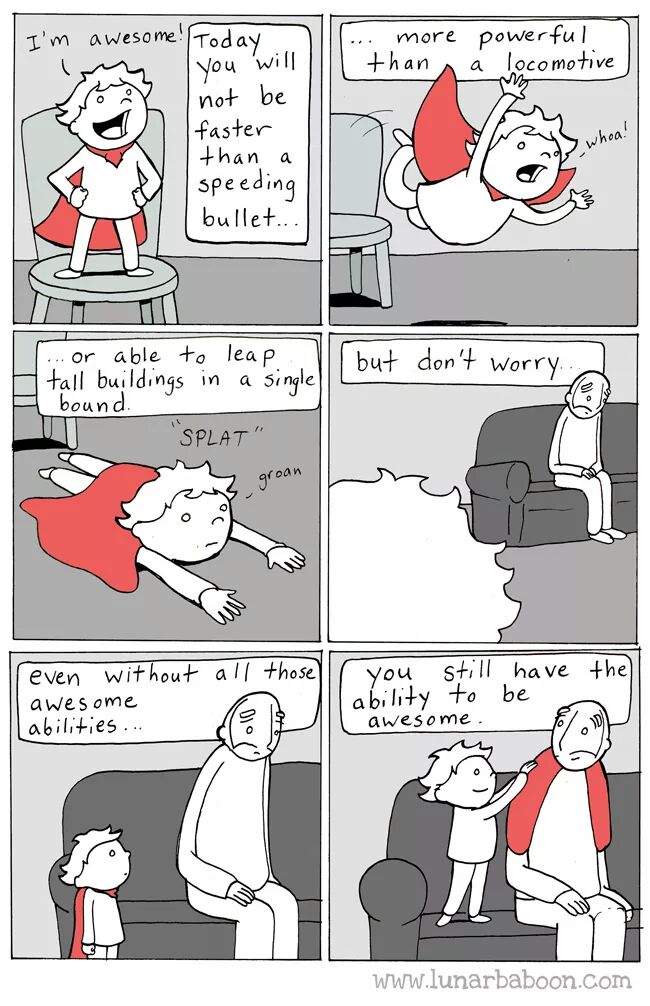 I'm awesome!
Today
you will
not be
faster
than a
speeding
bullet...
... more powerful
than a locomotive
whoa!
... or able to leap
tall buildings in a single
bound.
"SPLAT"
groan
but don't worry...
even without all those
awesome
abilities...
you still have the
ability to be
awesome.
www.lunarbaboon.com